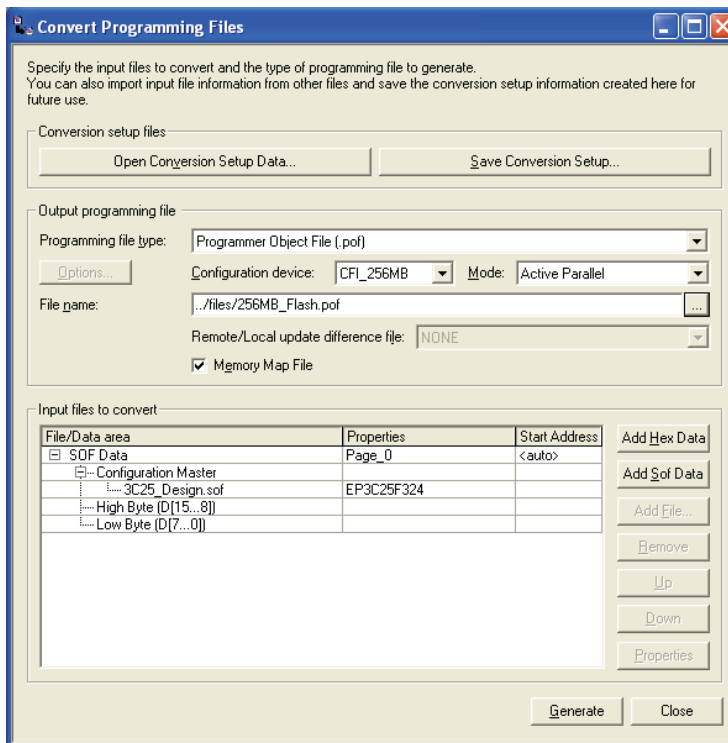 Convert Programming Files
Specify the input files to convert and the type of programming file to generate.
You can also import input file information from other files and save the conversion setup information created here for
future use.
Conversion setup files
Open Conversion Setup Data...
Save Conversion Setup...
Output programming file
Programming file type:
Programmer Object File (.pof)
Options...
Configuration device:
CFI_256MB
Mode:
Active Parallel
File name:
../files/256MB_Flash.pof
...
Remote/Local update difference file:
NONE
Memory Map File
Input files to convert
File/Data area
Properties
Start Address
SOF Data
Page_0
<auto>
Configuration Master
3C25_Design.sof
EP3C25F324
High Byte (D[15...8])
Low Byte (D[7...0])
Add Hex Data
Add Sof Data
Add File...
Remove
Up
Down
Properties
Generate
Close